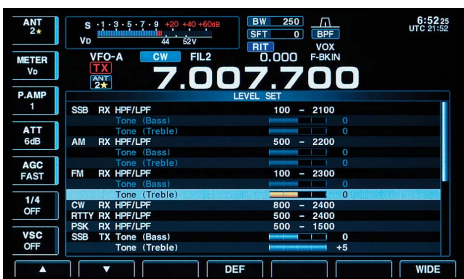 ANT 2★
S ·1·3·5·7·9 +20 +40 +60dB
BW 250
BPF
6:52 25
UTC 21:52
SFT 0
VD 44 52V
RIT
VOX
METER
VD
VFO-A CW FIL2
0.000 F-BKIN
TX
ANT 2★
7.007.700
P.AMP
1
LEVEL SET
SSB RX HPF/LPF 100 - 2100
Tone (Bass) 0
Tone (Treble) 0
ATT
6dB
AM RX HPF/LPF 500 - 2200
Tone (Bass) 0
Tone (Treble) 0
AGC
FAST
FM RX HPF/LPF 100 - 2300
Tone (Bass) 0
Tone (Treble) 0
1/4
OFF
CW RX HPF/LPF 800 - 2400
RTTY RX HPF/LPF 500 - 2400
PSK RX HPF/LPF 500 - 1500
VSC
OFF
SSB TX Tone (Bass) 0
Tone (Treble) +5
▲ ▼ DEF WIDE